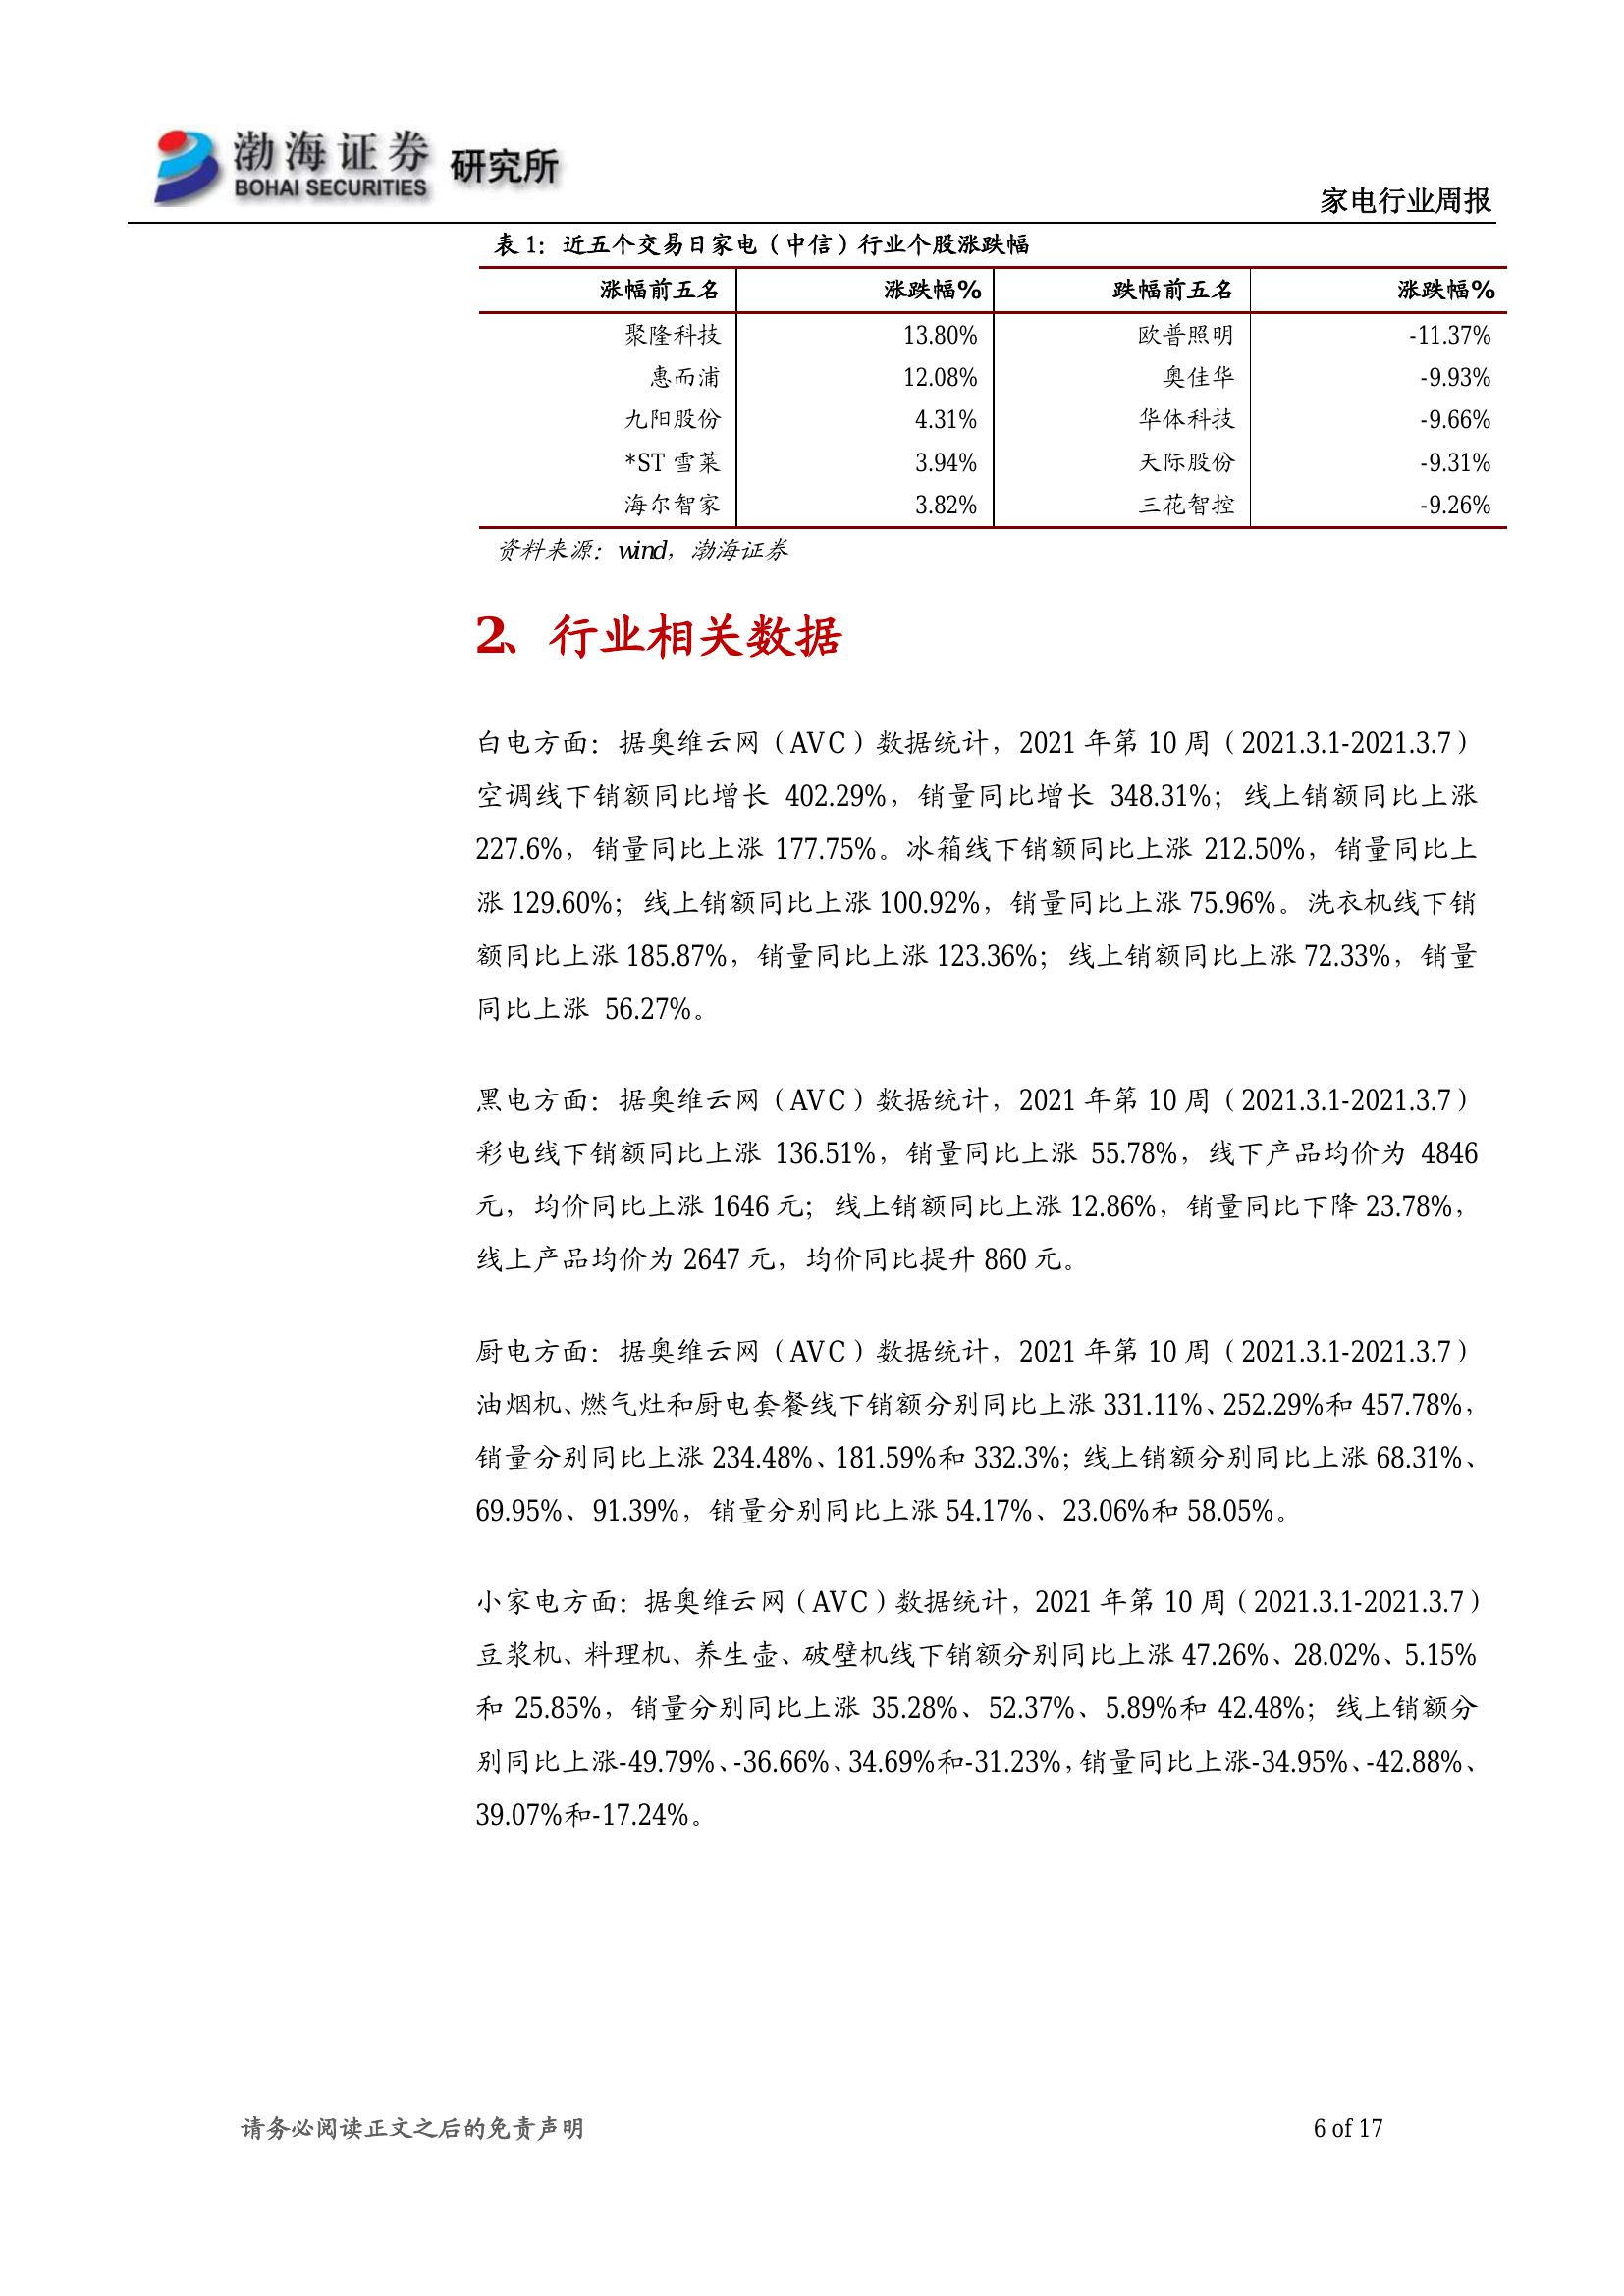 渤海证券 研究所
BOHAI SECURITIES
家电行业周报
表 1：近五个交易日家电（中信）行业个股涨跌幅
涨幅前五名 涨跌幅% 跌幅前五名 涨跌幅%
聚隆科技 13.80% 欧普照明 -11.37%
惠而浦 12.08% 奥佳华 -9.93%
九阳股份 4.31% 华体科技 -9.66%
*ST 雪莱 3.94% 天际股份 -9.31%
海尔智家 3.82% 三花智控 -9.26%
资料来源：wind，渤海证券
2、行业相关数据
白电方面：据奥维云网（AVC）数据统计，2021 年第 10 周（2021.3.1-2021.3.7）
空调线下销额同比增长 402.29%，销量同比增长 348.31%；线上销额同比上涨
227.6%，销量同比上涨 177.75%。冰箱线下销额同比上涨 212.50%，销量同比上
涨 129.60%；线上销额同比上涨 100.92%，销量同比上涨 75.96%。洗衣机线下销
额同比上涨 185.87%，销量同比上涨 123.36%；线上销额同比上涨 72.33%，销量
同比上涨 56.27%。
黑电方面：据奥维云网（AVC）数据统计，2021 年第 10 周（2021.3.1-2021.3.7）
彩电线下销额同比上涨 136.51%，销量同比上涨 55.78%，线下产品均价为 4846
元，均价同比上涨 1646 元；线上销额同比上涨 12.86%，销量同比下降 23.78%，
线上产品均价为 2647 元，均价同比提升 860 元。
厨电方面：据奥维云网（AVC）数据统计，2021 年第 10 周（2021.3.1-2021.3.7）
油烟机、燃气灶和厨电套餐线下销额分别同比上涨 331.11%、252.29%和 457.78%，
销量分别同比上涨 234.48%、181.59%和 332.3%；线上销额分别同比上涨 68.31%、
69.95%、91.39%，销量分别同比上涨 54.17%、23.06%和 58.05%。
小家电方面：据奥维云网（AVC）数据统计，2021 年第 10 周（2021.3.1-2021.3.7）
豆浆机、料理机、养生壶、破壁机线下销额分别同比上涨 47.26%、28.02%、5.15%
和 25.85%，销量分别同比上涨 35.28%、52.37%、5.89%和 42.48%；线上销额分
别同比上涨-49.79%、-36.66%、34.69%和-31.23%，销量同比上涨-34.95%、-42.88%、
39.07%和-17.24%。
请务必阅读正文之后的免责声明 6 of 17